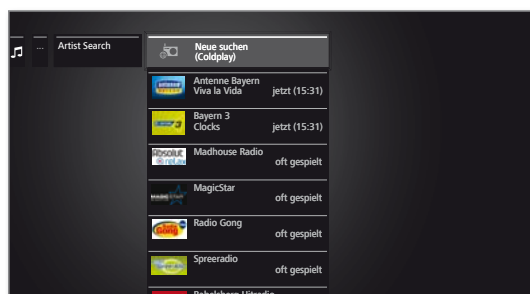 ...
Artist Search
Neue suchen
(Coldplay)
Antenne Bayern
Viva la Vida jetzt (15:31)
Bayern 3
Clocks jetzt (15:31)
Madhouse Radio
oft gespielt
MagicStar
oft gespielt
Radio Gong
oft gespielt
Spreeradio
oft gespielt